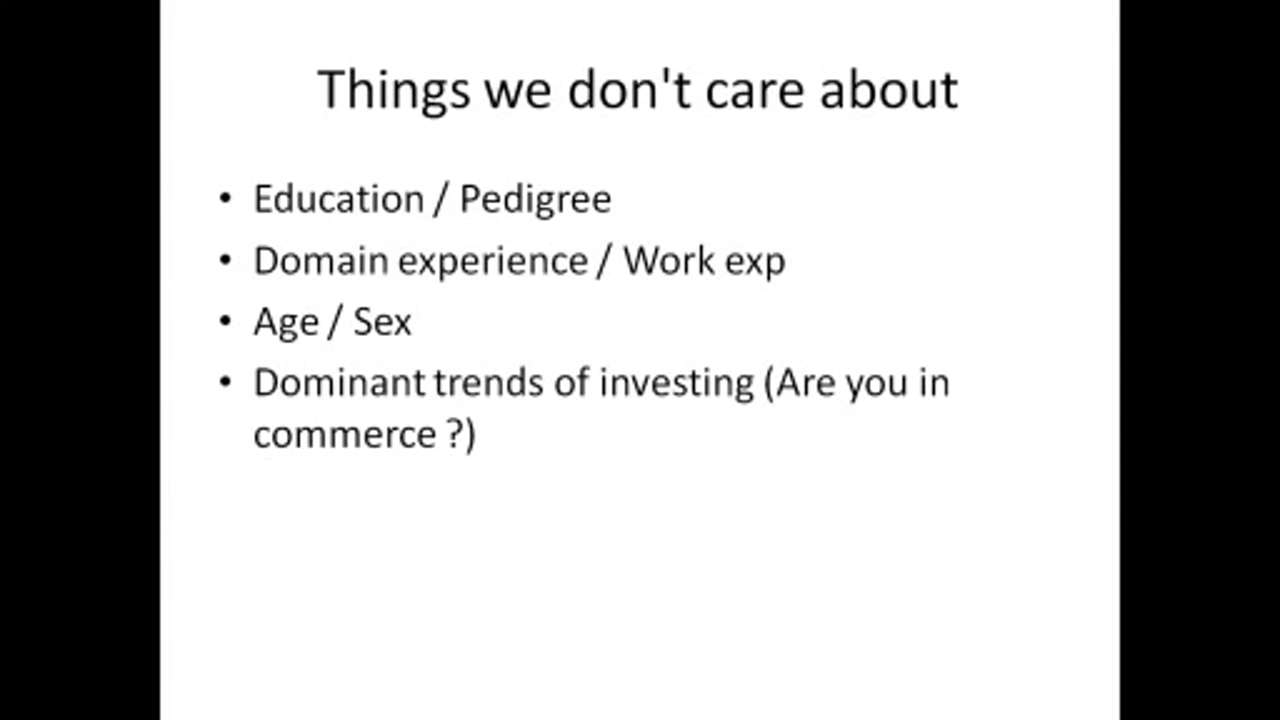 Things we don't care about
• Education / Pedigree
• Domain experience / Work exp
• Age / Sex
• Dominant trends of investing (Are you in
commerce ?)